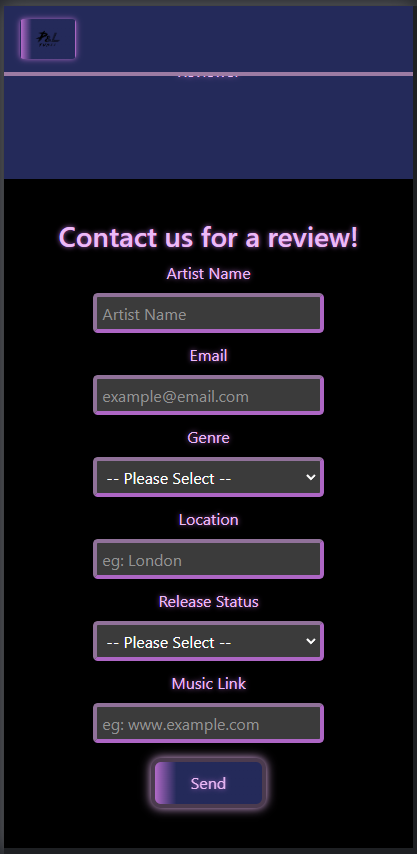 Reviewer
Contact us for a review!
Artist Name
Artist Name
Email
example@email.com
Genre
-- Please Select --
Location
eg: London
Release Status
-- Please Select --
Music Link
eg: www.example.com
Send